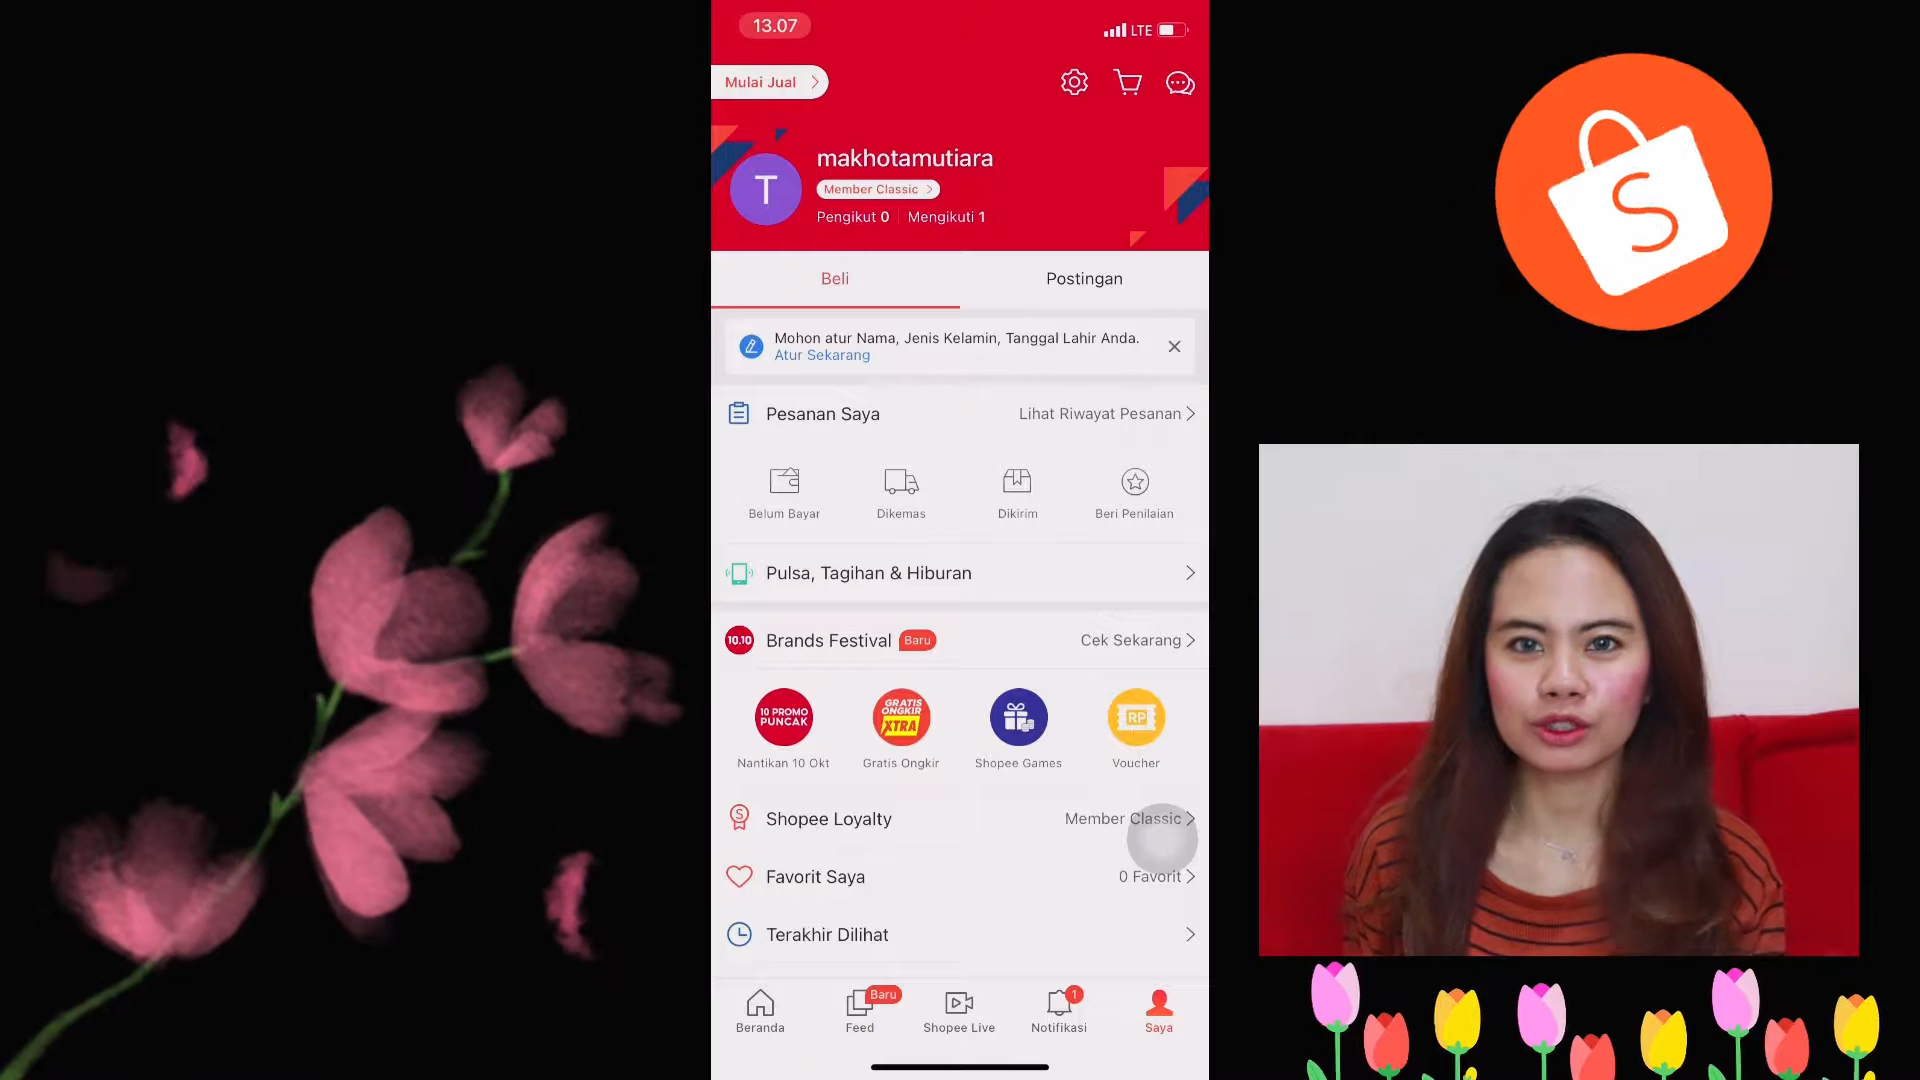 13.07
LTE
Mulai Jual
makhotamutiara
T
Member Classic
Pengikut 0
Mengikuti 1
Beli
Postingan
Mohon atur Nama, Jenis Kelamin, Tanggal Lahir Anda.
Atur Sekarang
Pesanan Saya
Lihat Riwayat Pesanan
Belum Bayar
Dikemas
Dikirim
Beri Penilaian
Pulsa, Tagihan & Hiburan
10.10
Brands Festival
Baru
Cek Sekarang
10 PROMO
PUNCAK
GRATIS
ONGKIR
XTRA
RP
Nantikan 10 Okt
Gratis Ongkir
Shopee Games
Voucher
S
Shopee Loyalty
Member Classic
Favorit Saya
0 Favorit
Terakhir Dilihat
Baru
1
Beranda
Feed
Shopee Live
Notifikasi
Saya
S